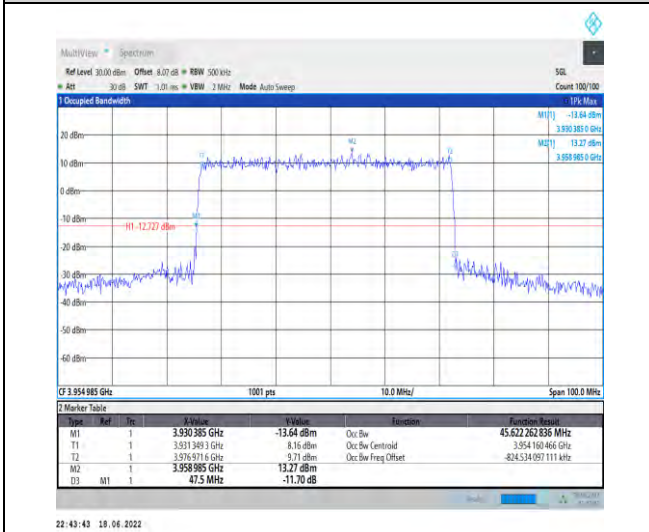 MultiView Spectrum
Ref Level 30.00 dBm Offset 8.07 dB RBW 500 kHz SGL
Att 30 dB SWT 1.01 ms VBW 2 MHz Mode Auto Sweep Count 100/100
1 Occupied Bandwidth 1Pk Max
M1[1] -13.64 dBm
3.930 385 0 GHz
M2[1] 13.27 dBm
3.958 985 0 GHz
20 dBm
M2
T1
T2
10 dBm
0 dBm
-10 dBm
M1
H1 -12.727 dBm
-20 dBm
D3
-30 dBm
-40 dBm
-50 dBm
-60 dBm
CF 3.954 985 GHz 1001 pts 10.0 MHz/ Span 100.0 MHz
2 Marker Table
Type Ref Trc X-Value Y-Value Function Function Result
M1 1 3.930 385 GHz -13.64 dBm Occ Bw 45.622 262 836 MHz
T1 1 3.931 349 3 GHz 8.16 dBm Occ Bw Centroid 3.954 160 466 GHz
T2 1 3.976 971 6 GHz 9.71 dBm Occ Bw Freq Offset -824.534 097 111 kHz
M2 1 3.958 985 GHz 13.27 dBm
D3 M1 1 47.5 MHz -11.70 dB
22:43:43 18.06.2022